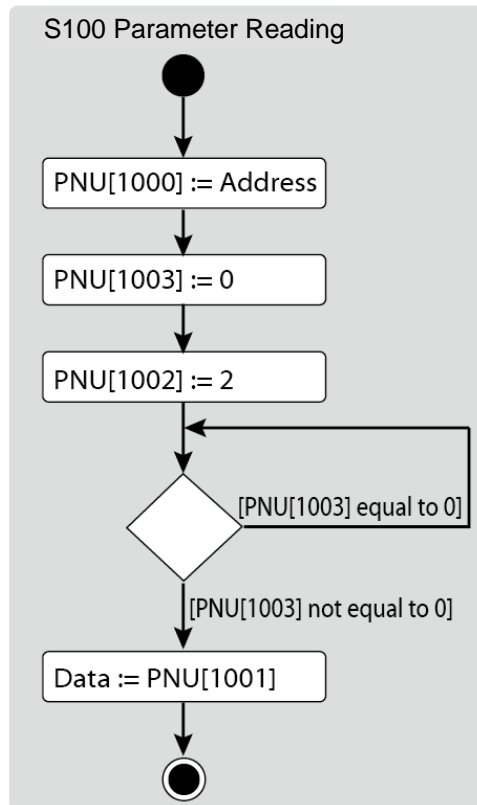 S100 Parameter Reading
PNU[1000] := Address
PNU[1003] := 0
PNU[1002] := 2
[PNU[1003] equal to 0]
[PNU[1003] not equal to 0]
Data := PNU[1001]